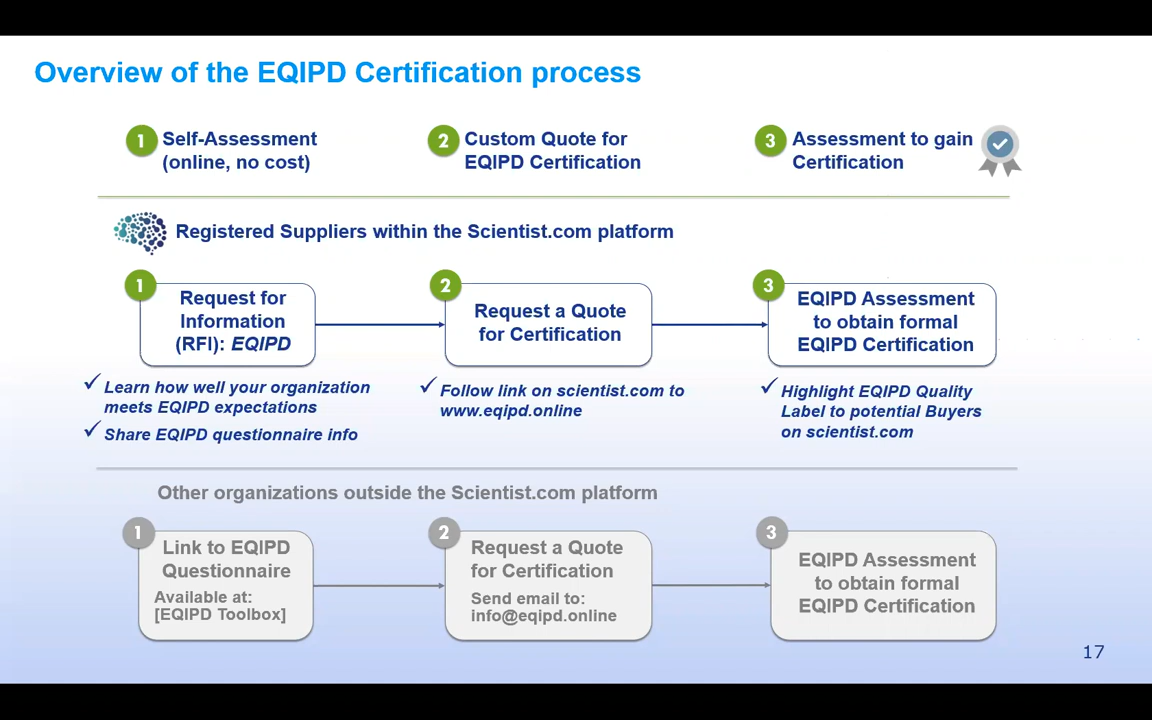 Overview of the EQIPD Certification process
1
Self-Assessment
(online, no cost)
2
Custom Quote for
EQIPD Certification
3
Assessment to gain
Certification
Registered Suppliers within the Scientist.com platform
1
Request for
Information
(RFI): EQIPD
2
Request a Quote
for Certification
3
EQIPD Assessment
to obtain formal
EQIPD Certification
Learn how well your organization
meets EQIPD expectations
Share EQIPD questionnaire info
Follow link on scientist.com to
www.eqipd.online
Highlight EQIPD Quality
Label to potential Buyers
on scientist.com
Other organizations outside the Scientist.com platform
1
Link to EQIPD
Questionnaire
Available at:
[EQIPD Toolbox]
2
Request a Quote
for Certification
Send email to:
info@eqipd.online
3
EQIPD Assessment
to obtain formal
EQIPD Certification
17